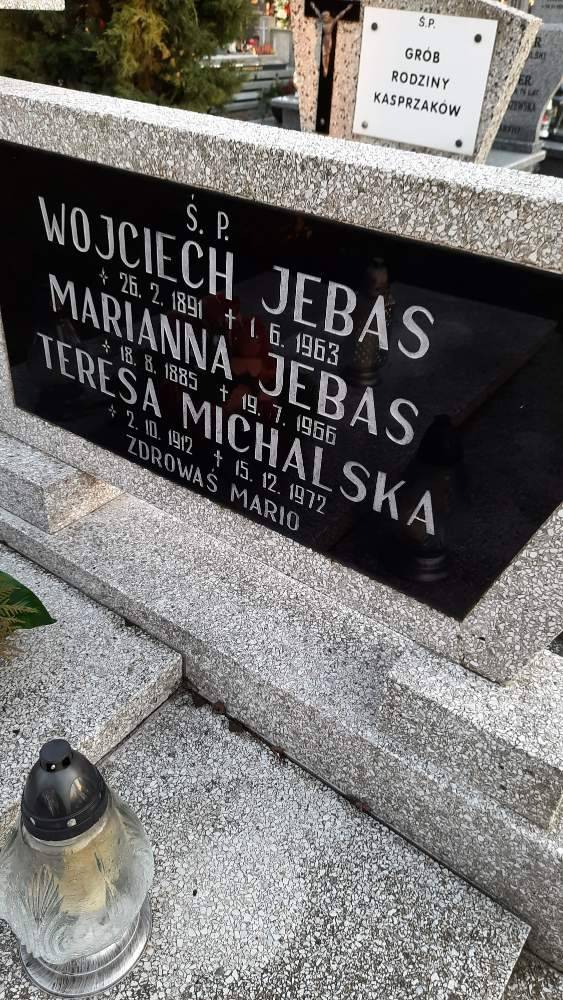 Ś.P.
GRÓB
RODZINY
KASPRZAKÓW
Ś. P.
WOJCIECH JEBAS
26. 2. 1891 † 1. 6. 1963
MARIANNA JEBAS
18. 8. 1885 † 19. 7. 1966
TERESA MICHALSKA
2. 10. 1912 † 15. 12. 1972
ZDROWAŚ MARIO